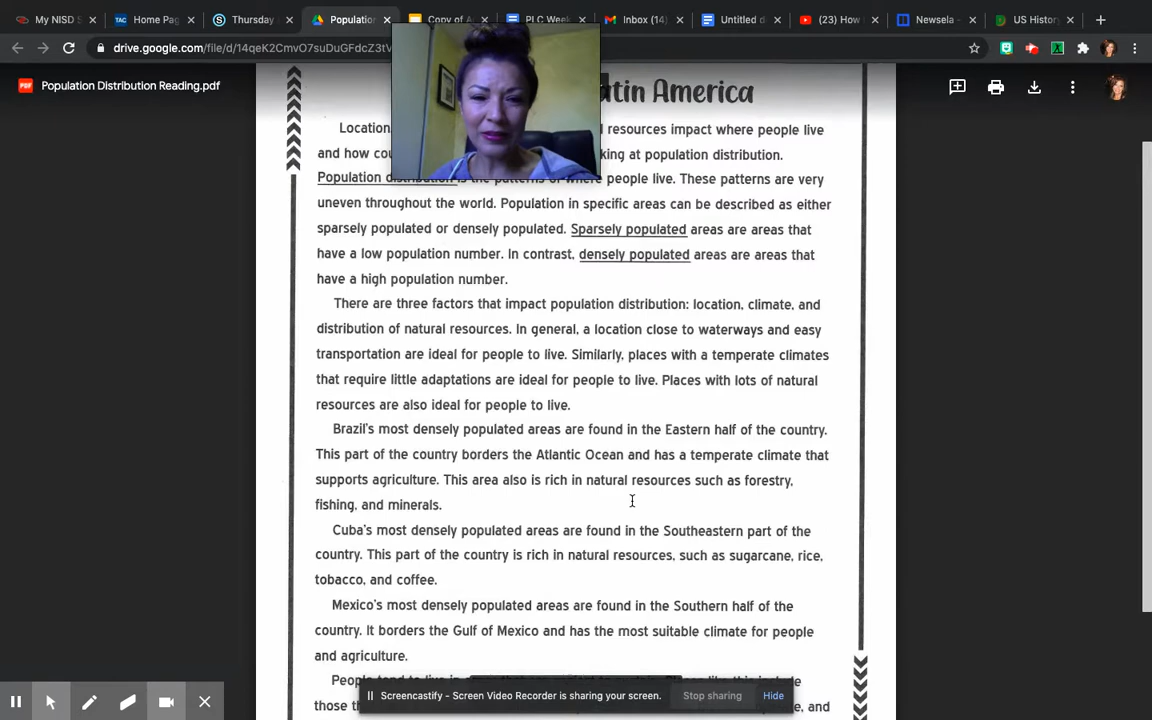 My NISD S
Home Pag
Thursday
Population
Copy of A
PLC Week
Inbox (14)
Untitled d
(23) How
Newsela –
US History
drive.google.com/file/d/14qeK2CmvO7suDuGFdcZ3tV
Population Distribution Reading.pdf
atin America
Location, resources impact where people live
and how cou king at population distribution.
Population distribution is the patterns of where people live. These patterns are very
uneven throughout the world. Population in specific areas can be described as either
sparsely populated or densely populated. Sparsely populated areas are areas that
have a low population number. In contrast, densely populated areas are areas that
have a high population number.
There are three factors that impact population distribution: location, climate, and
distribution of natural resources. In general, a location close to waterways and easy
transportation are ideal for people to live. Similarly, places with a temperate climates
that require little adaptations are ideal for people to live. Places with lots of natural
resources are also ideal for people to live.
Brazil's most densely populated areas are found in the Eastern half of the country.
This part of the country borders the Atlantic Ocean and has a temperate climate that
supports agriculture. This area also is rich in natural resources such as forestry,
fishing, and minerals.
Cuba's most densely populated areas are found in the Southeastern part of the
country. This part of the country is rich in natural resources, such as sugarcane, rice,
tobacco, and coffee.
Mexico's most densely populated areas are found in the Southern half of the
country. It borders the Gulf of Mexico and has the most suitable climate for people
and agriculture.
People tend to live in this include
those th and
Screencastify - Screen Video Recorder is sharing your screen.
Stop sharing
Hide